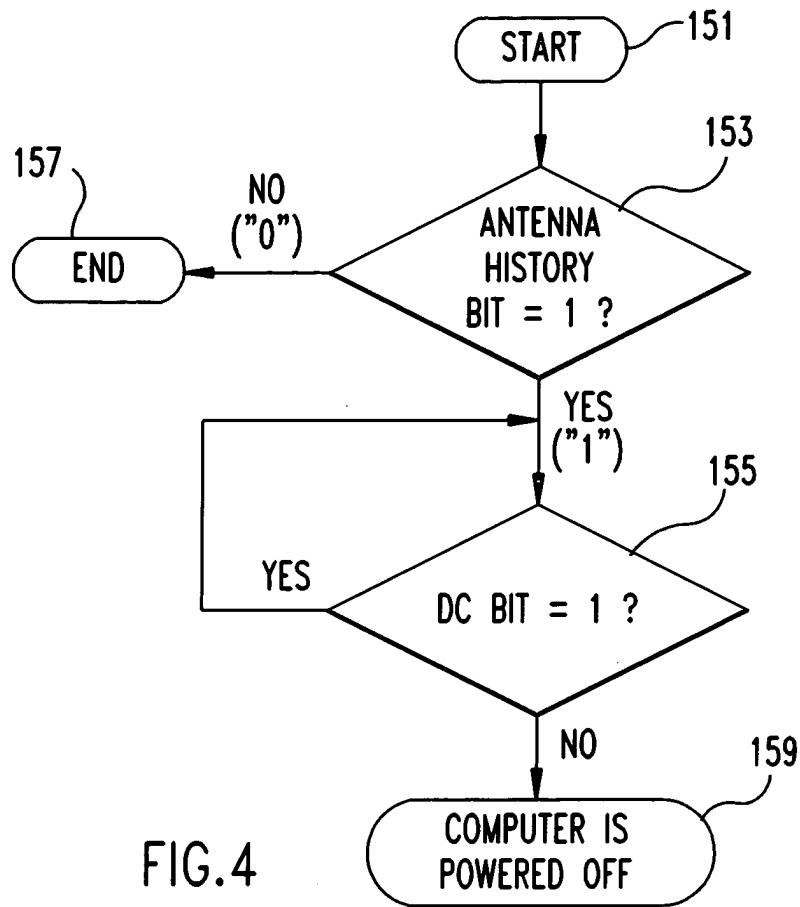 START
151
153
157
NO
("0")
END
ANTENNA
HISTORY
BIT = 1 ?
YES
("1")
155
YES
DC BIT = 1 ?
NO
159
COMPUTER IS
POWERED OFF
FIG.4